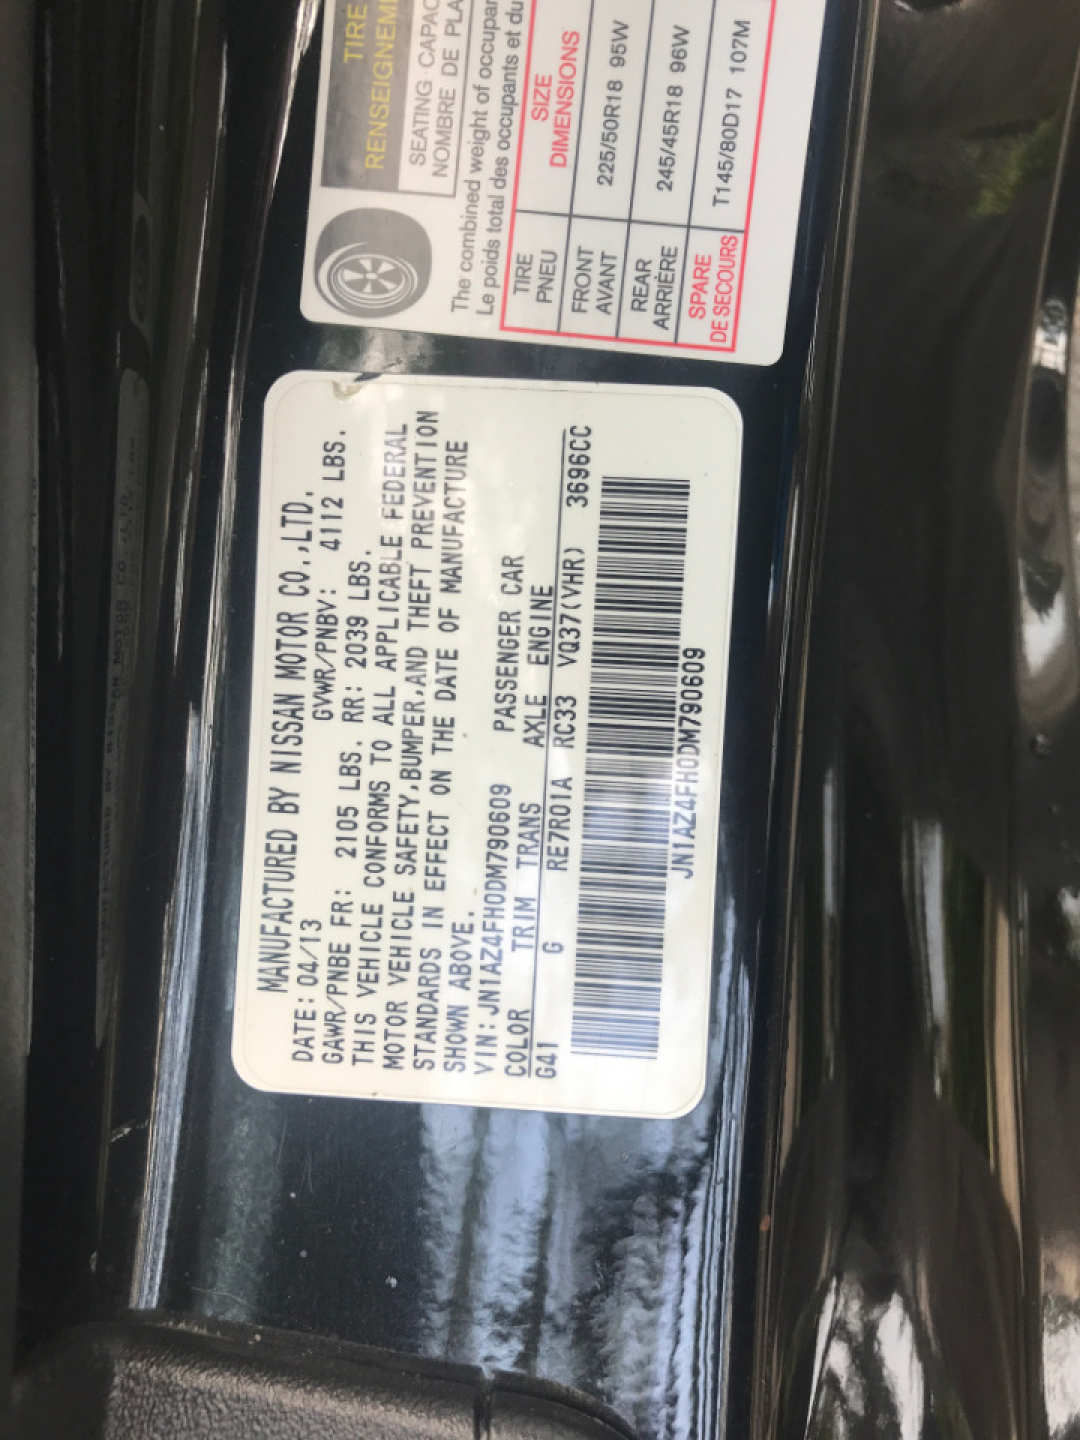 MANUFACTURED BY NISSAN MOTOR CO.,LTD.
DATE: 04/13 GVWR/PNBV: 4112 LBS.
GAWR/PNBE FR: 2105 LBS. RR: 2039 LBS.
THIS VEHICLE CONFORMS TO ALL APPLICABLE FEDERAL
MOTOR VEHICLE SAFETY,BUMPER,AND THEFT PREVENTION
STANDARDS IN EFFECT ON THE DATE OF MANUFACTURE
SHOWN ABOVE.
VIN:JN1AZ4FH0DM790609 PASSENGER CAR
COLOR TRIM TRANS AXLE ENGINE
G41 G RE7R01A RC33 VQ37(VHR) 3696CC
JN1AZ4FH0DM790609
TIRE
RENSEIGNEM
SEATING CAPAC
NOMBRE DE PLA
The combined weight of occupa
Le poids total des occupants et du
TIRE SIZE
PNEU DIMENSIONS
FRONT 225/50R18 95W
AVANT
REAR 245/45R18 96W
ARRIÈRE
SPARE T145/80D17 107M
DE SECOURS